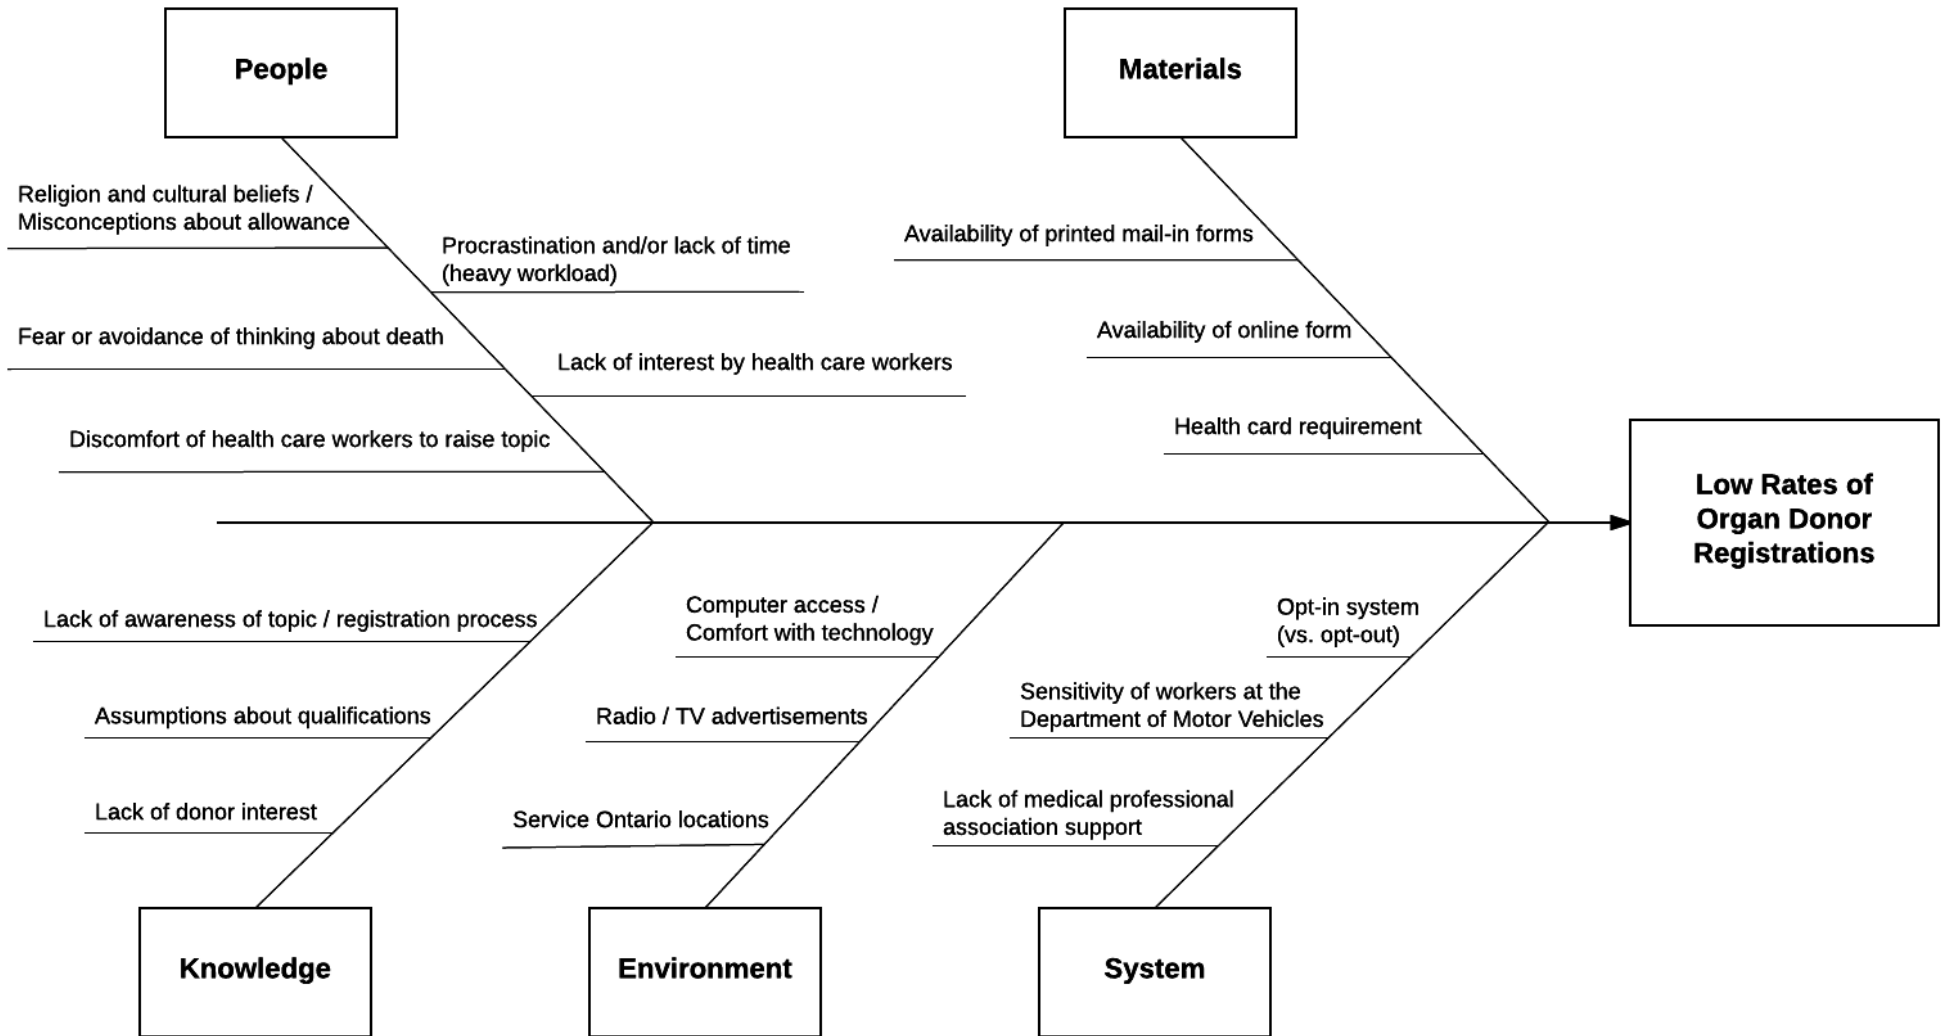 People
Materials
Religion and cultural beliefs /
Misconceptions about allowance
Procrastination and/or lack of time
(heavy workload)
Availability of printed mail-in forms
Fear or avoidance of thinking about death
Availability of online form
Lack of interest by health care workers
Discomfort of health care workers to raise topic
Health card requirement
Low Rates of
Organ Donor
Registrations
Lack of awareness of topic / registration process
Computer access /
Comfort with technology
Opt-in system
(vs. opt-out)
Assumptions about qualifications
Radio / TV advertisements
Sensitivity of workers at the
Department of Motor Vehicles
Lack of donor interest
Service Ontario locations
Lack of medical professional
association support
Knowledge
Environment
System